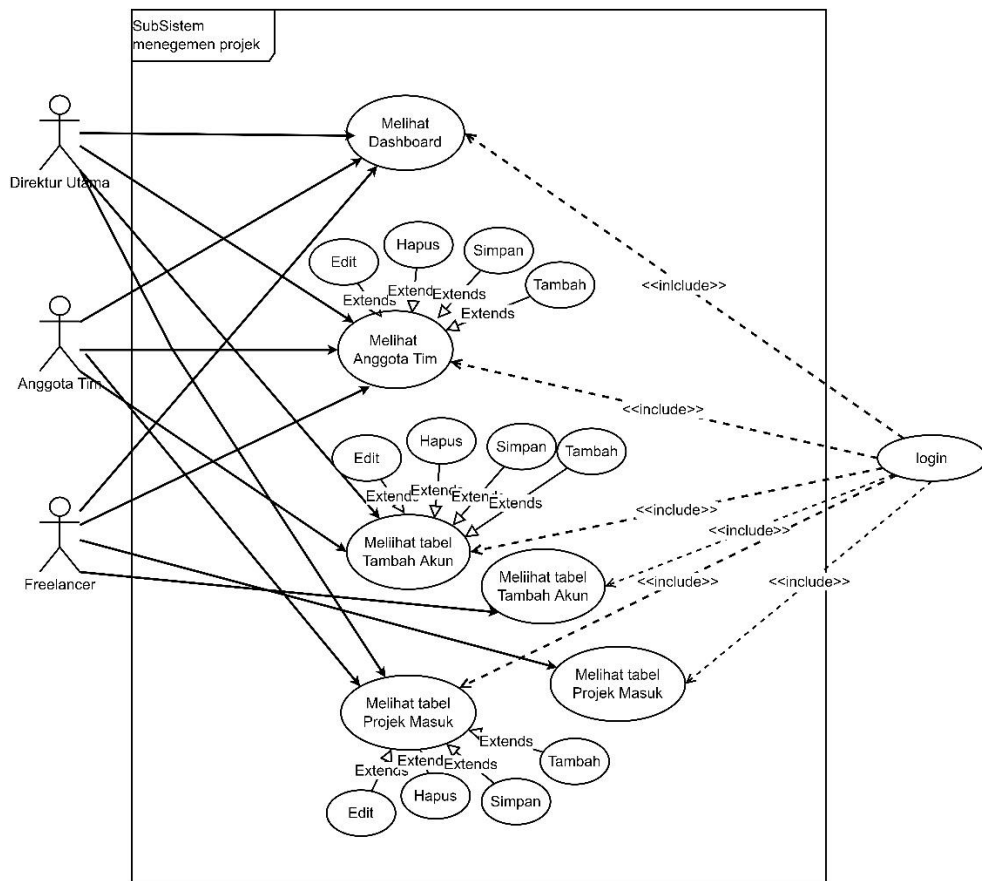 SubSistem
menegemen projek
Melihat
Dashboard
Direktur Utama
Edit
Hapus
Simpan
Tambah
Extends
Extend
Extends
Extends
<<inlclude>>
Melihat
Anggota Tim
Anggota Tim
<<include>>
Edit
Hapus
Simpan
Tambah
Extends
Extends
Extends
Extends
login
Meliihat tabel
Tambah Akun
<<include>>
<<include>>
Freelancer
Meliihat tabel
Tambah Akun
<<include>>
<<include>>
Melihat tabel
Projek Masuk
Melihat tabel
Projek Masuk
Extends
Tambah
Extends
Extend
Extends
Edit
Hapus
Simpan